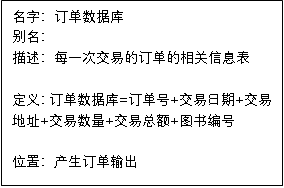 名字：订单数据库
别名：
描述：每一次交易的订单的相关信息表
定义：订单数据库=订单号+交易日期+交易
地址+交易数量+交易总额+图书编号
位置：产生订单输出